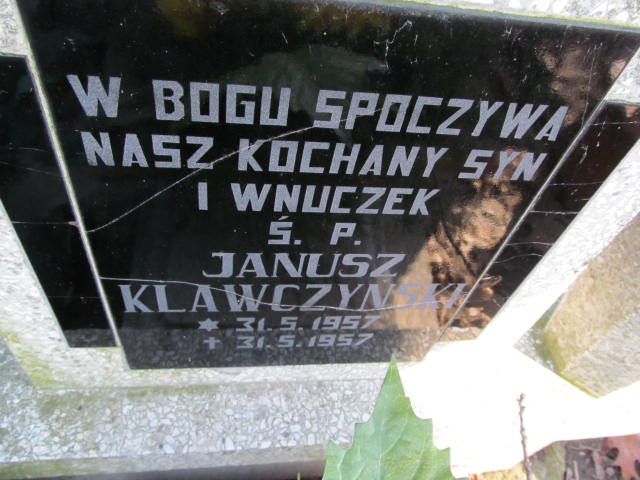 W BOGU SPOCZYWA
NASZ KOCHANY SYN
I WNUCZEK
Ś. P.
JANUSZ
KLAWCZYŃSKI
* 31.5.1957
+ 31.5.1957